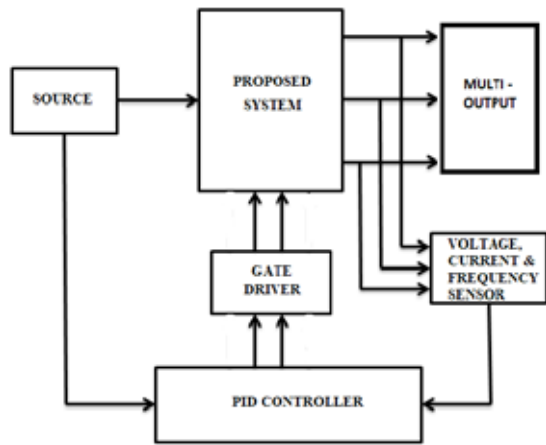 SOURCE
PROPOSED
SYSTEM
MULTI -
OUTPUT
VOLTAGE,
CURRENT &
FREQUENCY
SENSOR
GATE
DRIVER
PID CONTROLLER